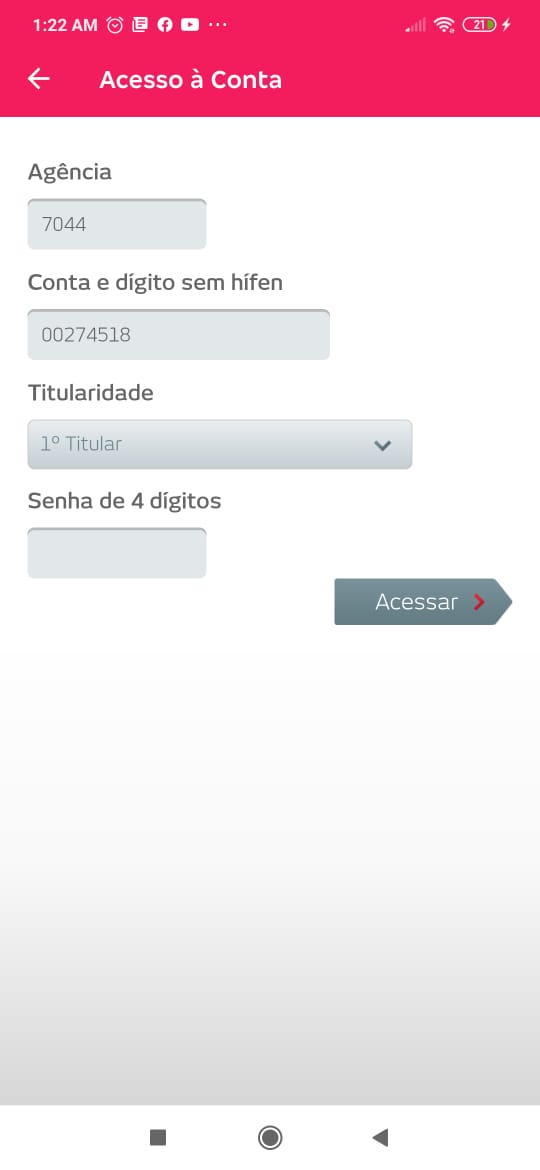 1:22 AM ... 21
Acesso à Conta
Agência
7044
Conta e dígito sem hífen
00274518
Titularidade
1º Titular
Senha de 4 dígitos
Acessar